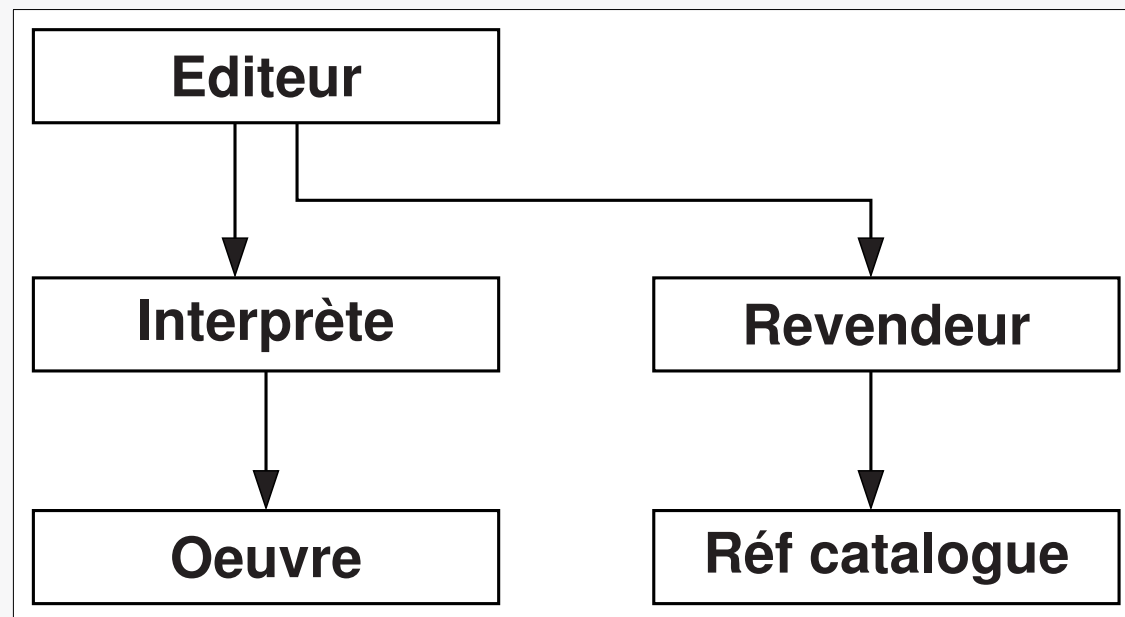 Editeur
Interprète
Revendeur
Oeuvre
Réf catalogue